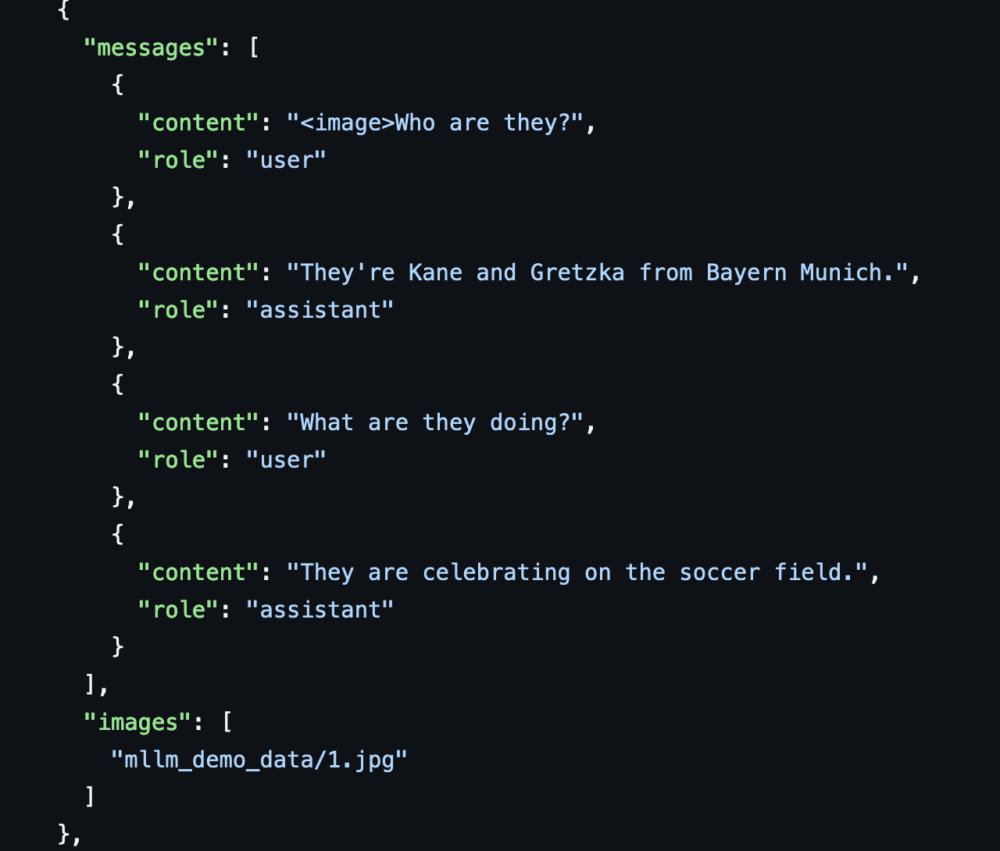 {
"messages": [
{
"content": "<image>Who are they?",
"role": "user"
},
{
"content": "They're Kane and Gretzka from Bayern Munich.",
"role": "assistant"
},
{
"content": "What are they doing?",
"role": "user"
},
{
"content": "They are celebrating on the soccer field.",
"role": "assistant"
}
],
"images": [
"mllm_demo_data/1.jpg"
]
},